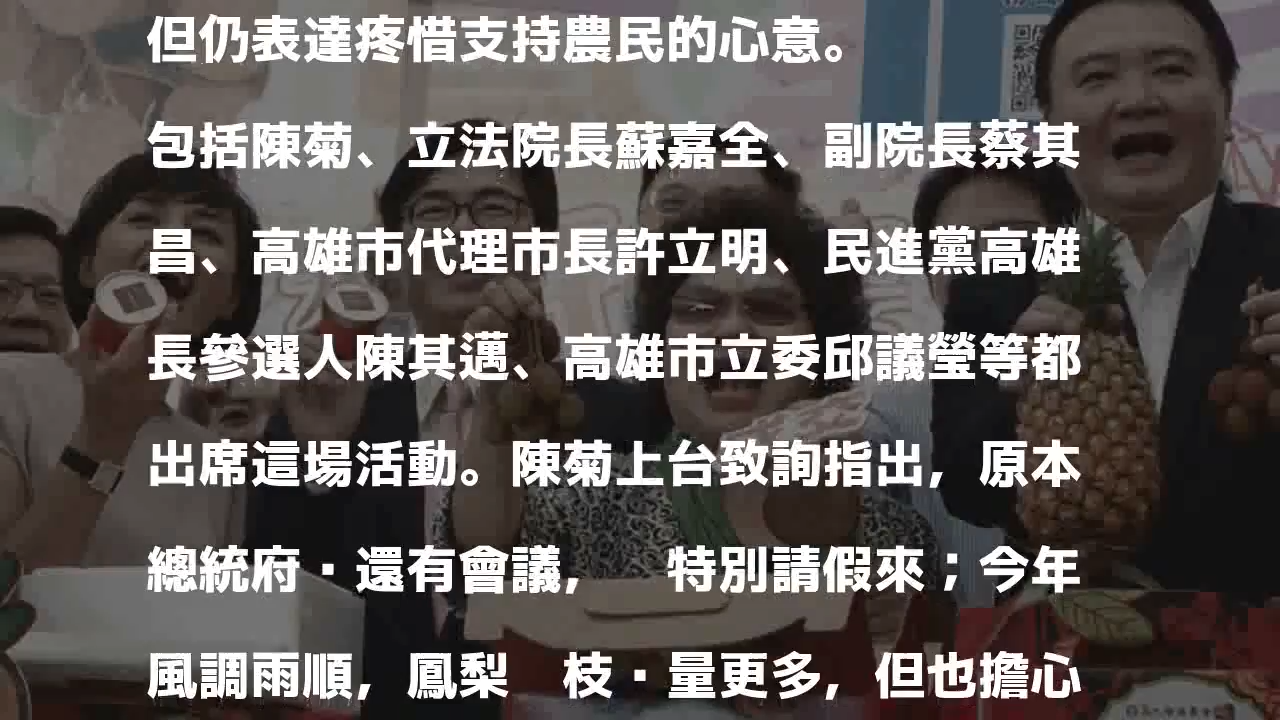 但仍表達疼惜支持農民的心意。
包括陳菊、立法院長蘇嘉全、副院長蔡其
昌、高雄市代理市長許立明、民進黨高雄
長參選人陳其邁、高雄市立委邱議瑩等都
出席這場活動。陳菊上台致詢指出，原本
總統府·還有會議，　特別請假來；今年
風調雨順，鳳梨　枝·量更多，但也擔心